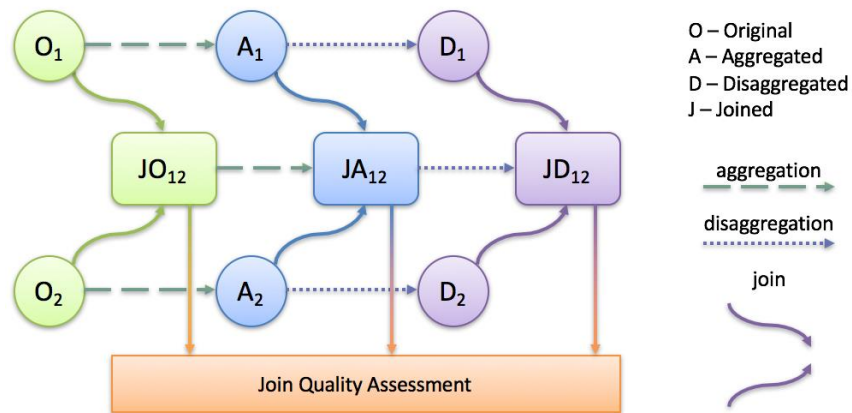 O₁
A₁
D₁
O – Original
A – Aggregated
D – Disaggregated
J – Joined
JO₁₂
JA₁₂
JD₁₂
aggregation
disaggregation
join
O₂
A₂
D₂
Join Quality Assessment